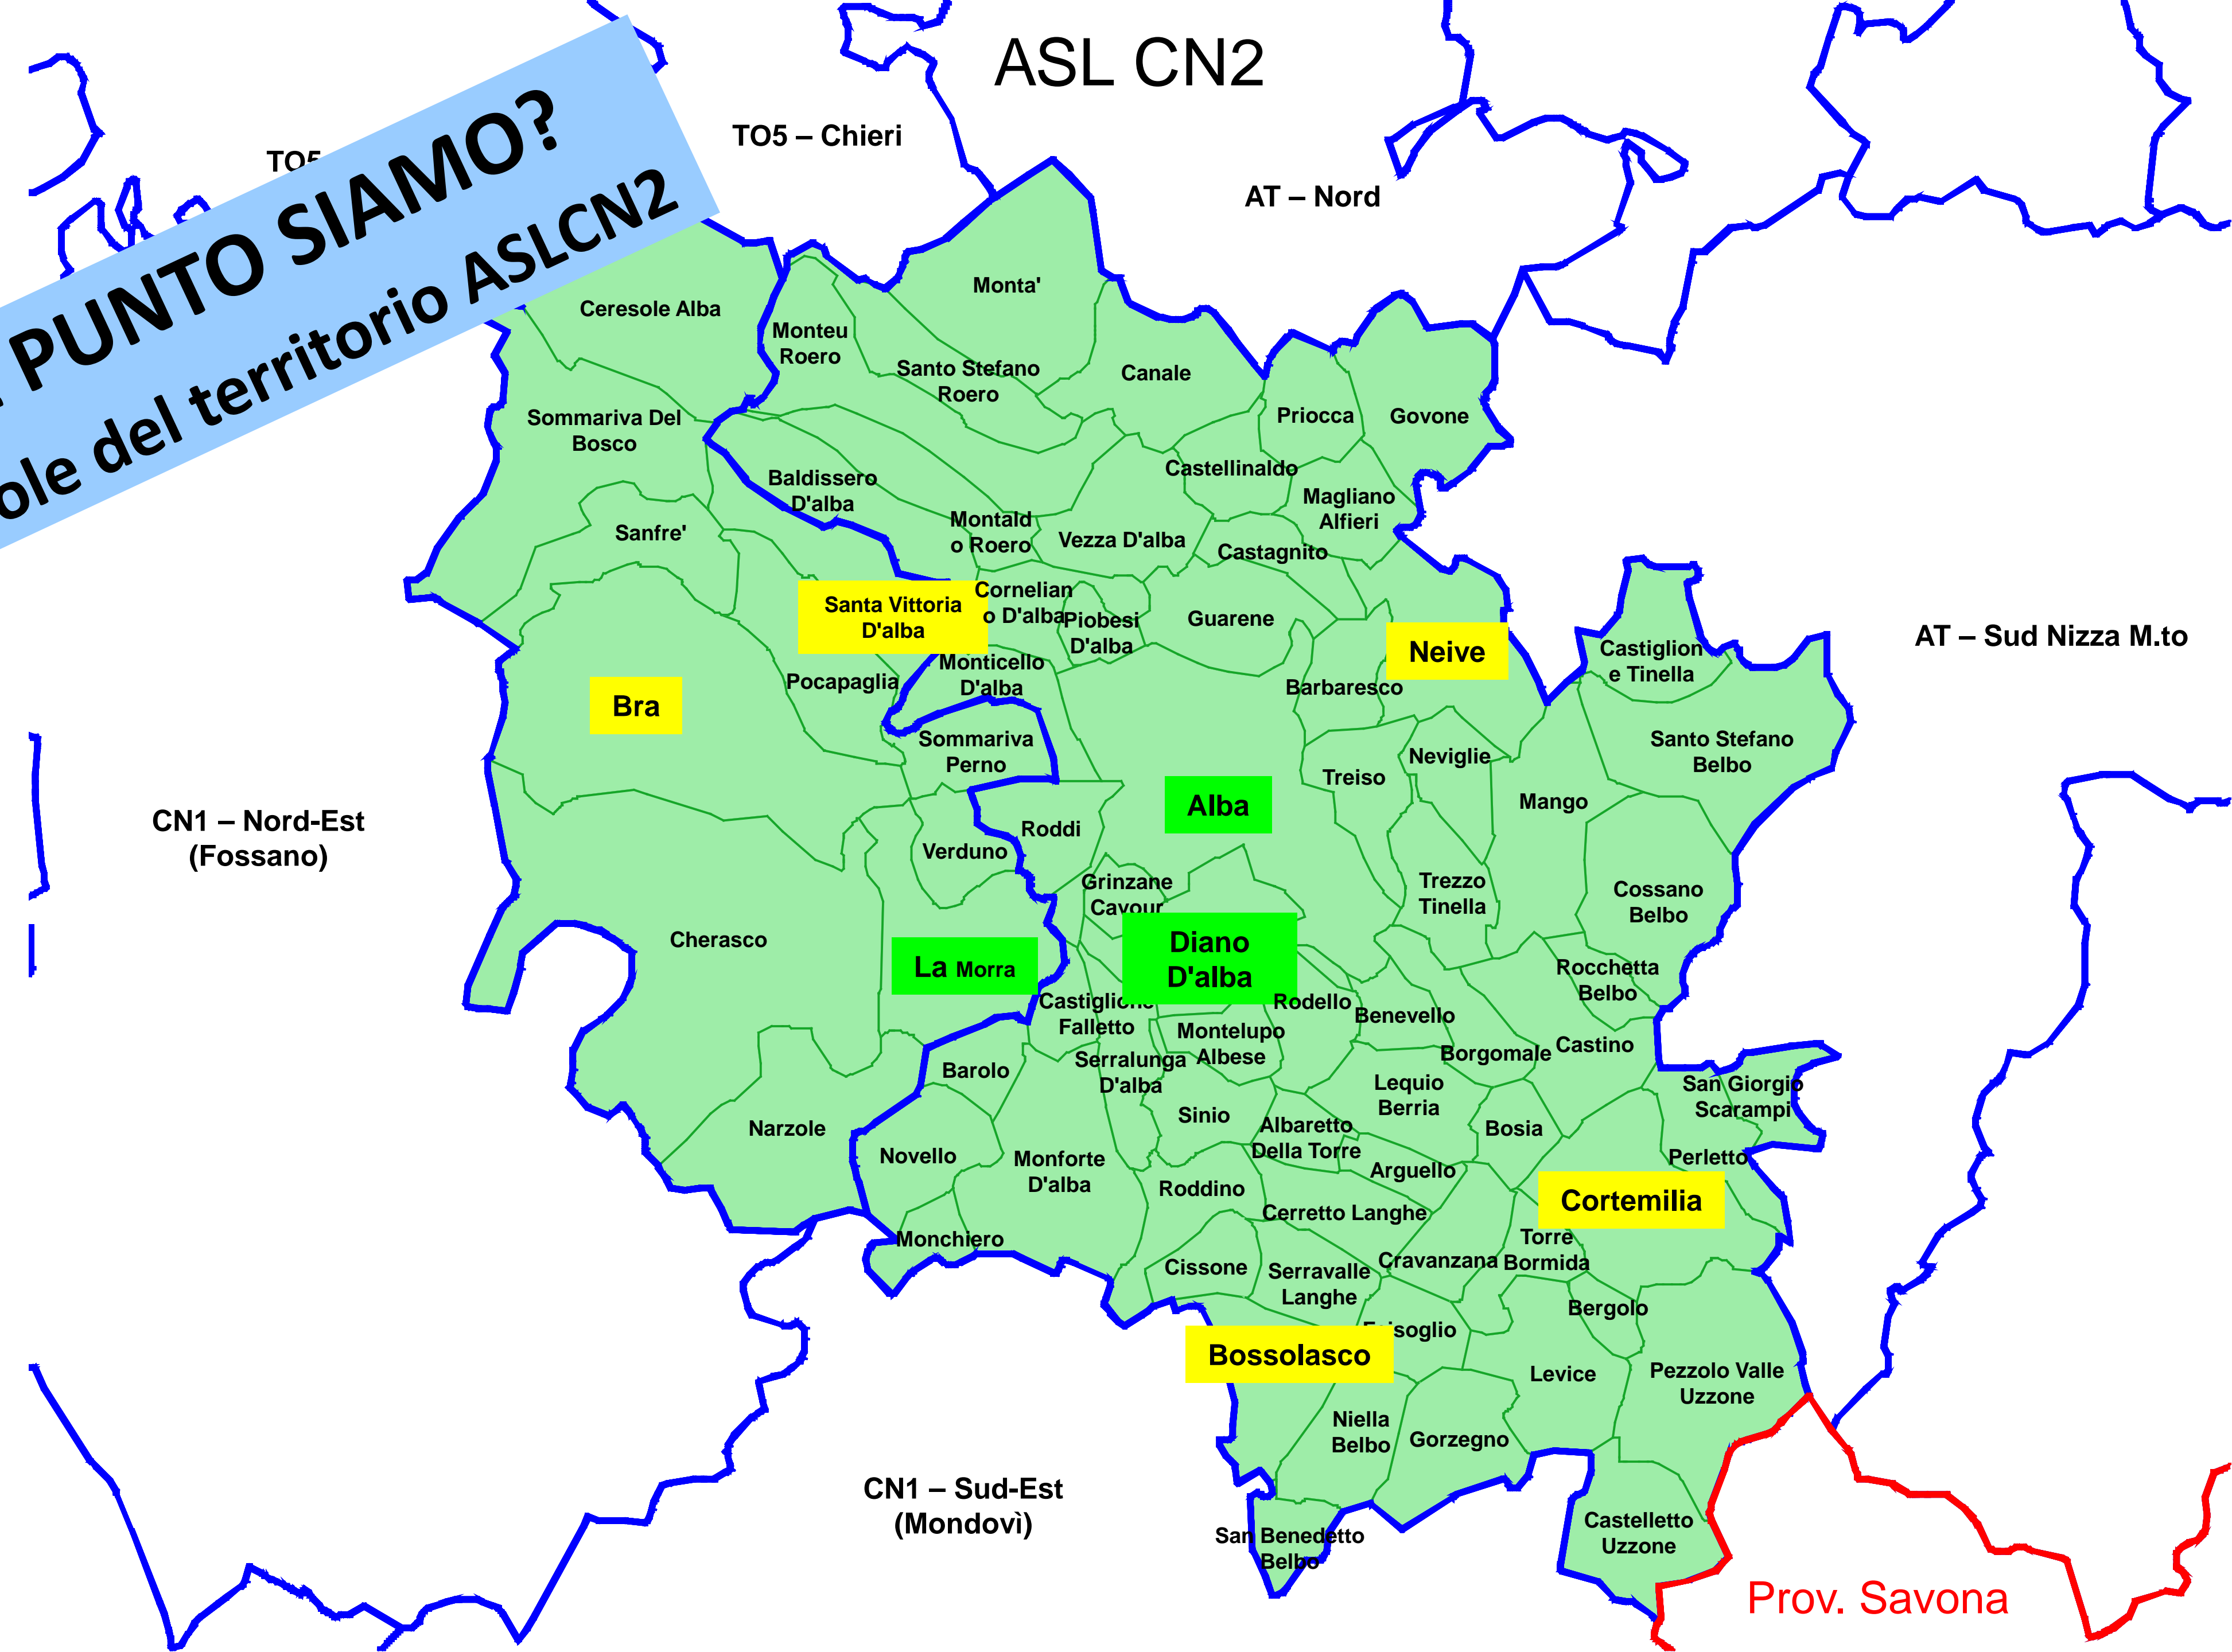 ASL CN2
TO5 – Chieri
TO5
AT – Nord
PUNTO SIAMO?
del territorio ASLCN2
Ceresole Alba
Monta'
Monteu
Roero
Santo Stefano
Roero
Canale
Priocca
Govone
Sommariva Del
Bosco
Baldissero
D'alba
Castellinaldo
Magliano
Alfieri
Sanfre'
Montald
o Roero
Vezza D'alba
Castagnito
Santa Vittoria
D'alba
Cornelian
o D'alba
Piobesi
D'alba
Guarene
Neive
Castiglion
e Tinella
AT – Sud Nizza M.to
Bra
Pocapaglia
Monticello
D'alba
Barbaresco
Sommariva
Perno
Neviglie
Santo Stefano
Belbo
Treiso
Alba
Mango
CN1 – Nord-Est
(Fossano)
Roddi
Verduno
Grinzane
Cavour
Trezzo
Tinella
Cossano
Belbo
Cherasco
La Morra
Diano
D'alba
Rocchetta
Belbo
Castiglione
Falletto
Rodello
Benevello
Montelupo
Albese
Borgomale
Castino
Barolo
Serralunga
D'alba
Lequio
Berria
San Giorgio
Scarampi
Narzole
Sinio
Albaretto
Della Torre
Bosia
Novello
Monforte
D'alba
Arguello
Perletto
Roddino
Cortemilia
Cerretto Langhe
Monchiero
Torre
Bormida
Cravanzana
Cissone
Serravalle
Langhe
Bergolo
Bossolasco
Levice
Pezzolo Valle
Uzzone
Niella
Belbo
Gorzegno
CN1 – Sud-Est
(Mondovì)
San Benedetto
Belbo
Castelletto
Uzzone
Prov. Savona